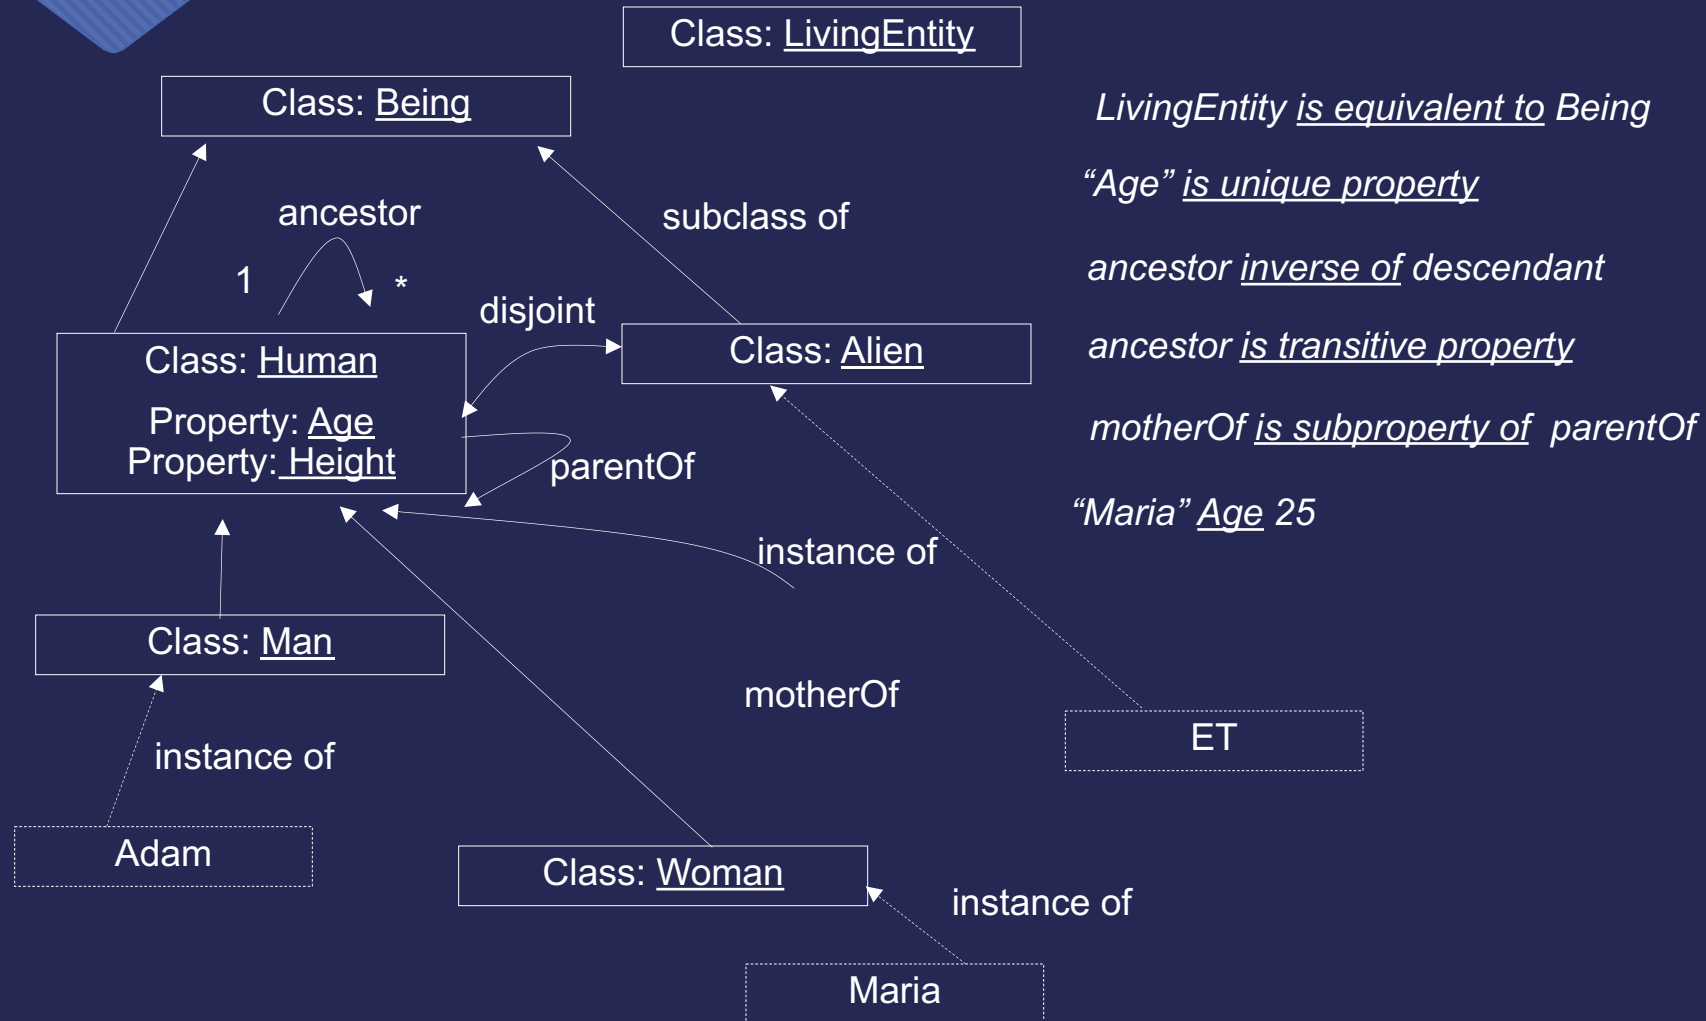 Class: LivingEntity
Class: Being
LivingEntity is equivalent to Being
“Age” is unique property
ancestor
subclass of
1
*
ancestor inverse of descendant
disjoint
Class: Human
Property: Age
Property: Height
Class: Alien
ancestor is transitive property
motherOf is subproperty of parentOf
parentOf
“Maria” Age 25
instance of
Class: Man
motherOf
ET
instance of
Adam
Class: Woman
instance of
Maria